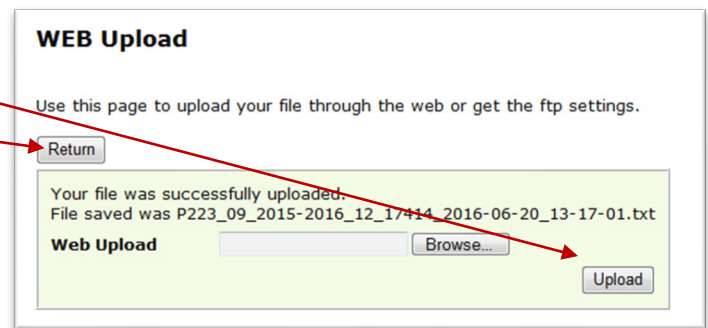 WEB Upload
Use this page to upload your file through the web or get the ftp settings.
Return
Your file was successfully uploaded.
File saved was P223_09_2015-2016_12_17414_2016-06-20_13-17-01.txt
Web Upload Browse...
Upload